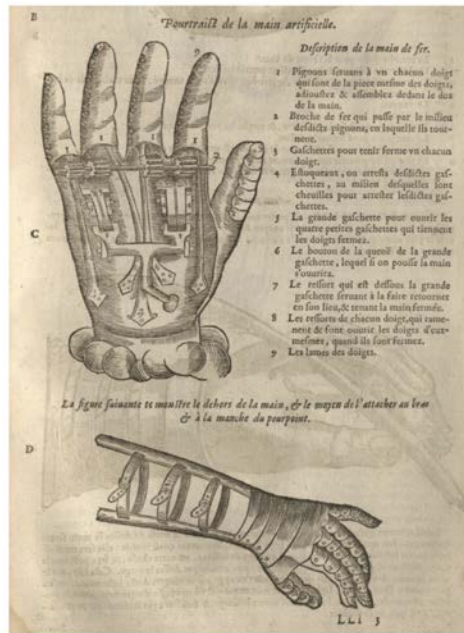 B
Pourtraict de la main artificielle.
Description de la main de fer.
1 Pignons seruans à vn chacun doigt
qui sont de la piece mesme des doigts,
adioustez & assemblez dedans le dos
de la main.
2 Broche de fer qui passe par le milieu
desdicts pignons, en laquelle ils tour-
nent.
3 Gaschettes pour tenir ferme vn chacun
doigt.
4 Estoqueaux, ou arrests desdictes gas-
chettes, au milieu desquelles sont
cheuilles pour arrester lesdictes gas-
chettes.
5 La grande gaschette pour ouurir les
quatre petites gaschettes qui tiennent
les doigts fermez.
6 Le bouton de la queuë de la grande
gaschette, lequel si on pousse la main
s'ouurira.
7 Le ressort qui est dessous la grande
gaschette seruant à la faire retourner
en son lieu, & tenant la main fermée.
8 Les ressorts de chacun doigt, qui rame-
nent & font ouurir les doigts d'eux-
mesmes, quand ils sont fermez.
9 Les lames des doigts.
C
La figure suiuante te monstre le dehors de la main, & le moyen de l'attacher au bras
& à la manche du pourpoint.
D
LLl 3